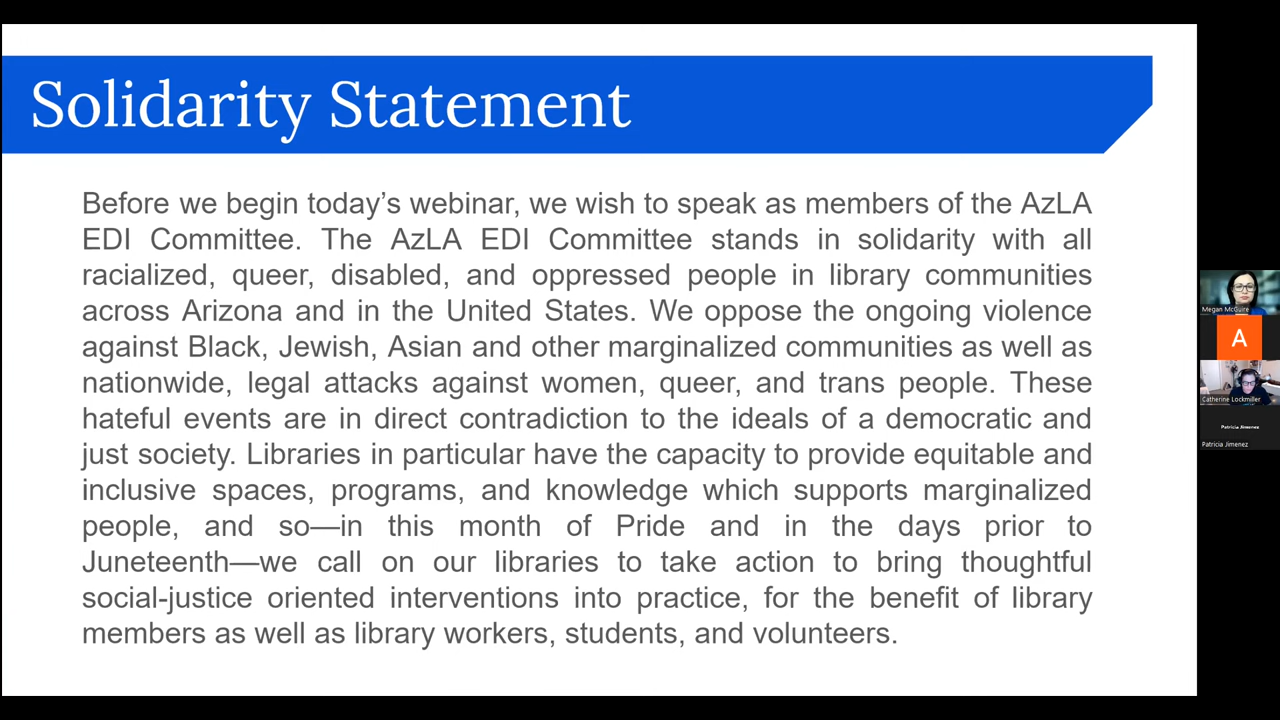 Solidarity Statement
Before we begin today’s webinar, we wish to speak as members of the AzLA
EDI Committee. The AzLA EDI Committee stands in solidarity with all
racialized, queer, disabled, and oppressed people in library communities
across Arizona and in the United States. We oppose the ongoing violence
against Black, Jewish, Asian and other marginalized communities as well as
nationwide, legal attacks against women, queer, and trans people. These
hateful events are in direct contradiction to the ideals of a democratic and
just society. Libraries in particular have the capacity to provide equitable and
inclusive spaces, programs, and knowledge which supports marginalized
people, and so—in this month of Pride and in the days prior to
Juneteenth—we call on our libraries to take action to bring thoughtful
social-justice oriented interventions into practice, for the benefit of library
members as well as library workers, students, and volunteers.
Megan McGuire
A
Catherine Lockmiller
Patricia Jimenez
Patricia Jimenez